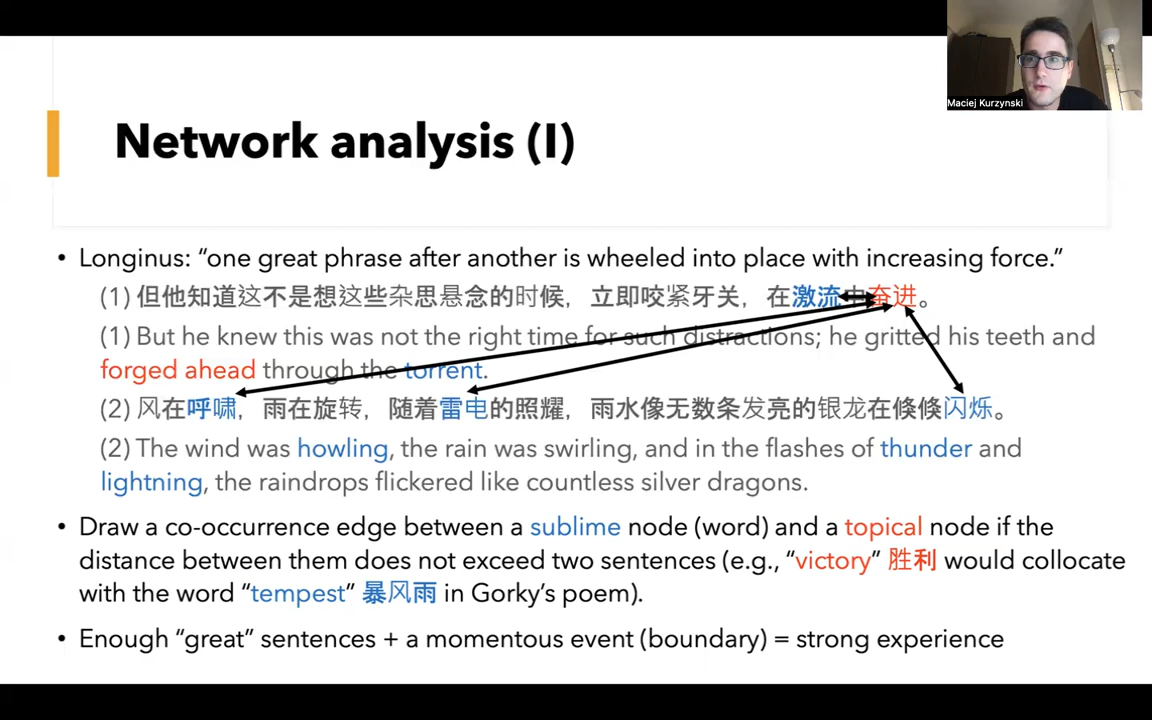 Maciej Kurzynski
Network analysis (I)
• Longinus: “one great phrase after another is wheeled into place with increasing force.”
(1) 但他知道这不是想这些杂思悬念的时候，立即咬紧牙关，在激流中奋进。
(1) But he knew this was not the right time for such distractions; he gritted his teeth and
forged ahead through the torrent.
(2) 风在呼啸，雨在旋转，随着雷电的照耀，雨水像无数条发亮的银龙在倏倏闪烁。
(2) The wind was howling, the rain was swirling, and in the flashes of thunder and
lightning, the raindrops flickered like countless silver dragons.
• Draw a co-occurrence edge between a sublime node (word) and a topical node if the
distance between them does not exceed two sentences (e.g., “victory” 胜利 would collocate
with the word “tempest” 暴风雨 in Gorky’s poem).
• Enough “great” sentences + a momentous event (boundary) = strong experience